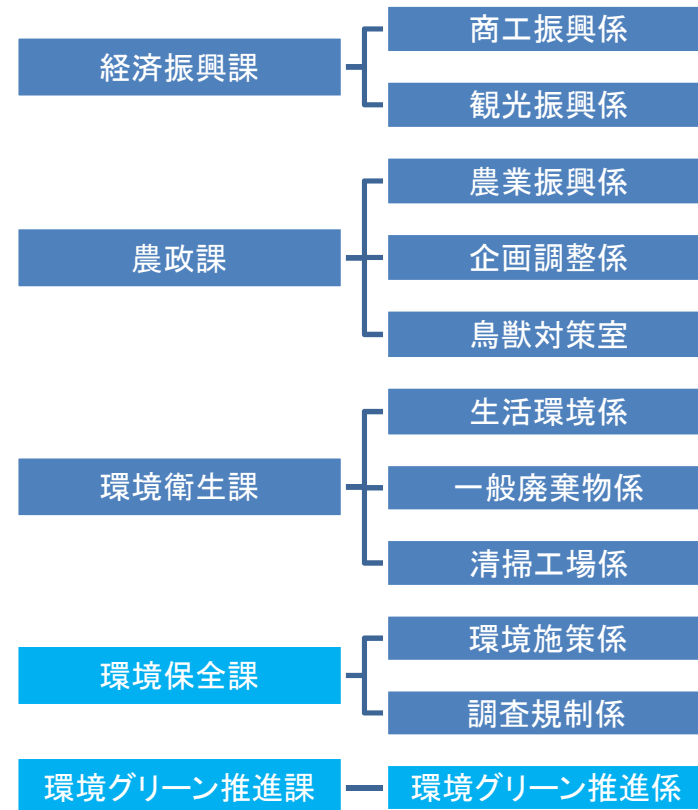 経済振興課
商工振興係
観光振興係
農政課
農業振興係
企画調整係
鳥獣対策室
環境衛生課
生活環境係
一般廃棄物係
清掃工場係
環境保全課
環境施策係
調査規制係
環境グリーン推進課
環境グリーン推進係